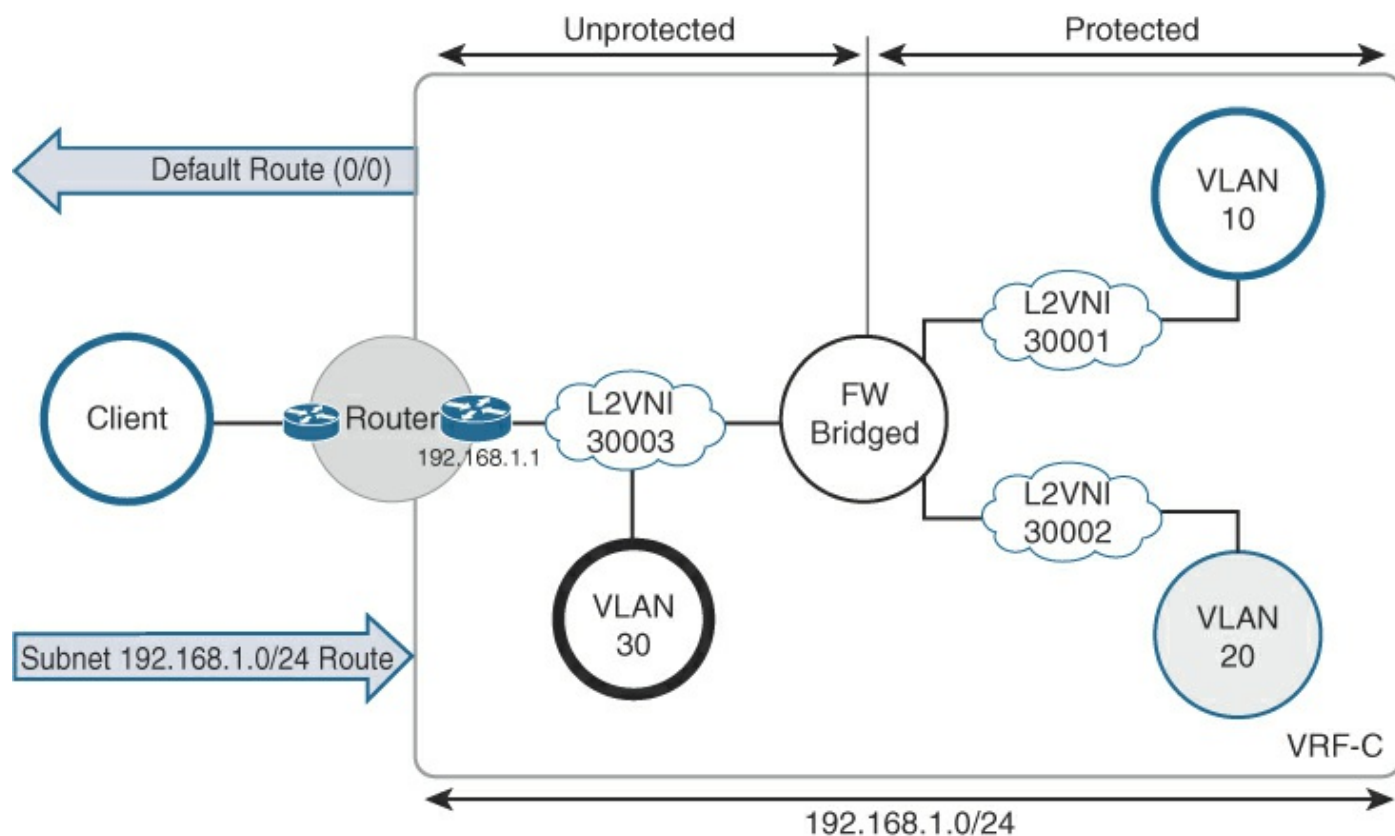 Unprotected
Protected
Default Route (0/0)
VLAN
10
L2VNI
30001
Client
Router
192.168.1.1
L2VNI
30003
FW
Bridged
L2VNI
30002
VLAN
30
VLAN
20
Subnet 192.168.1.0/24 Route
VRF-C
192.168.1.0/24